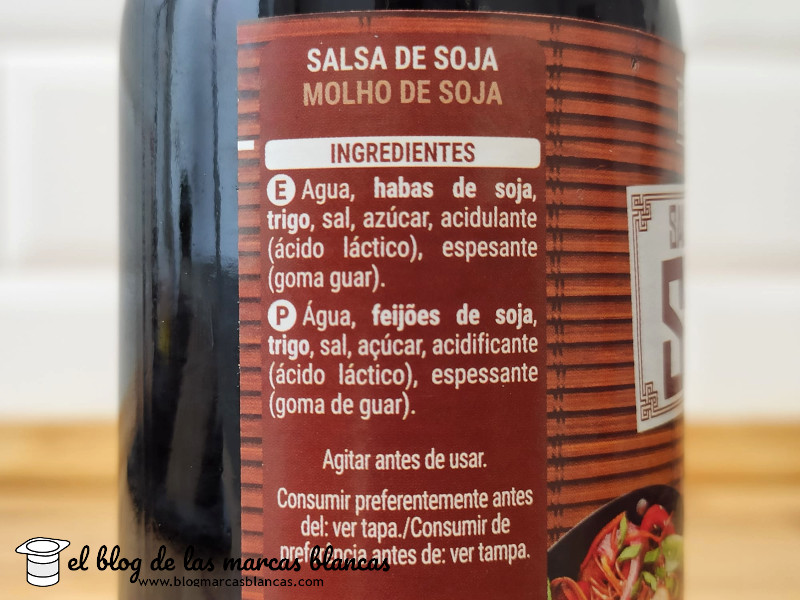 SALSA DE SOJA
MOLHO DE SOJA
INGREDIENTES
E Agua, habas de soja,
trigo, sal, azúcar, acidulante
(ácido láctico), espesante
(goma guar).
P Água, feijões de soja,
trigo, sal, açúcar, acidificante
(ácido láctico), espessante
(goma de guar).
Agitar antes de usar.
Consumir preferentemente antes
del: ver tapa./Consumir de
preferência antes de: ver tampa.
el blog de las marcas blancas
www.blogmarcasblancas.com